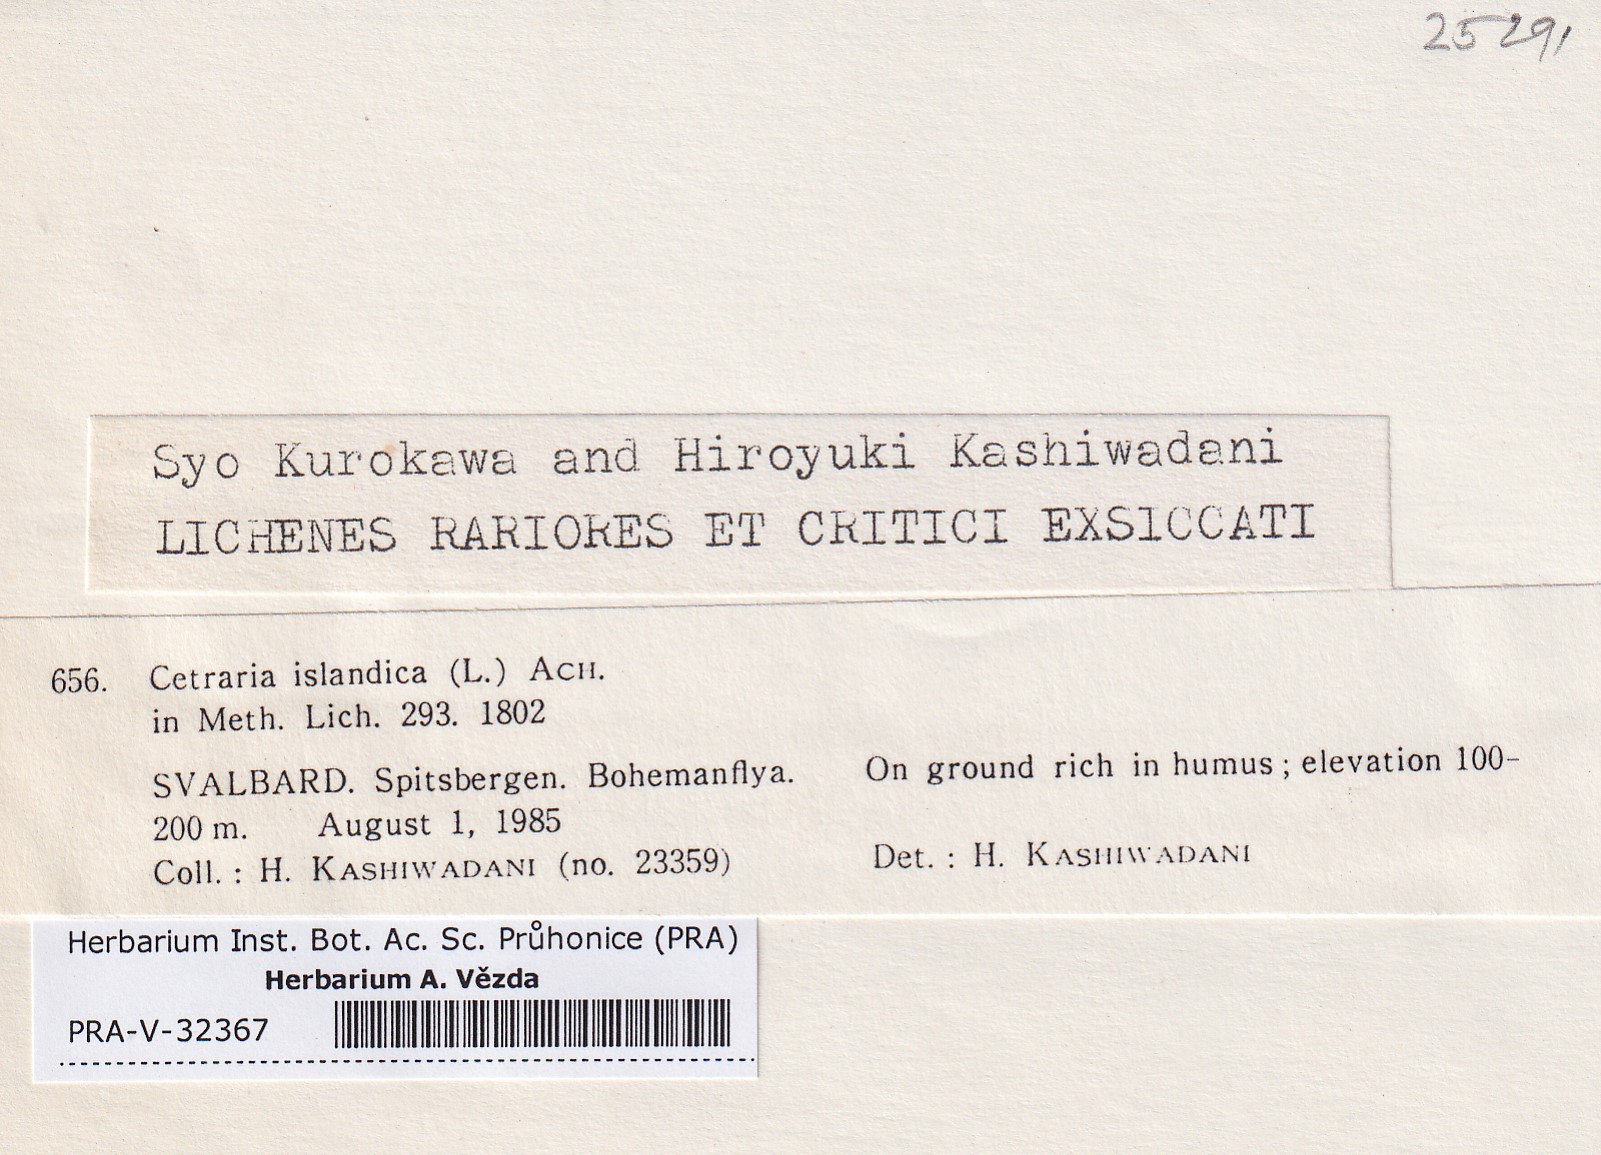 25291
Syo Kurokawa and Hiroyuki Kashiwadani
LICHENES RARIORES ET CRITICI EXSICCATI
656. Cetraria islandica (L.) ACH.
in Meth. Lich. 293. 1802
SVALBARD. Spitsbergen. Bohemanflya. On ground rich in humus; elevation 100-
200 m. August 1, 1985
Coll.: H. KASHIWADANI (no. 23359) Det.: H. KASHIWADANI
Herbarium Inst. Bot. Ac. Sc. Průhonice (PRA)
Herbarium A. Vězda
PRA-V-32367